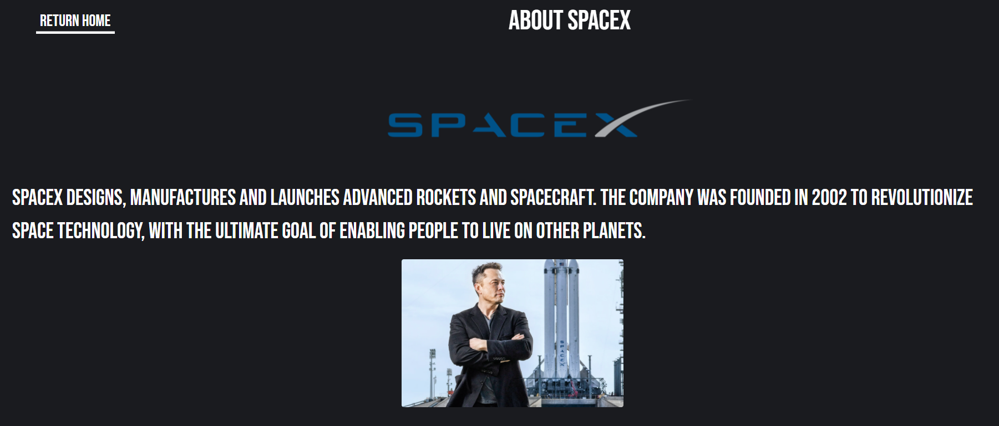 RETURN HOME
ABOUT SPACEX
SPACEX
SPACEX DESIGNS, MANUFACTURES AND LAUNCHES ADVANCED ROCKETS AND SPACECRAFT. THE COMPANY WAS FOUNDED IN 2002 TO REVOLUTIONIZE
SPACE TECHNOLOGY, WITH THE ULTIMATE GOAL OF ENABLING PEOPLE TO LIVE ON OTHER PLANETS.
SPACEX